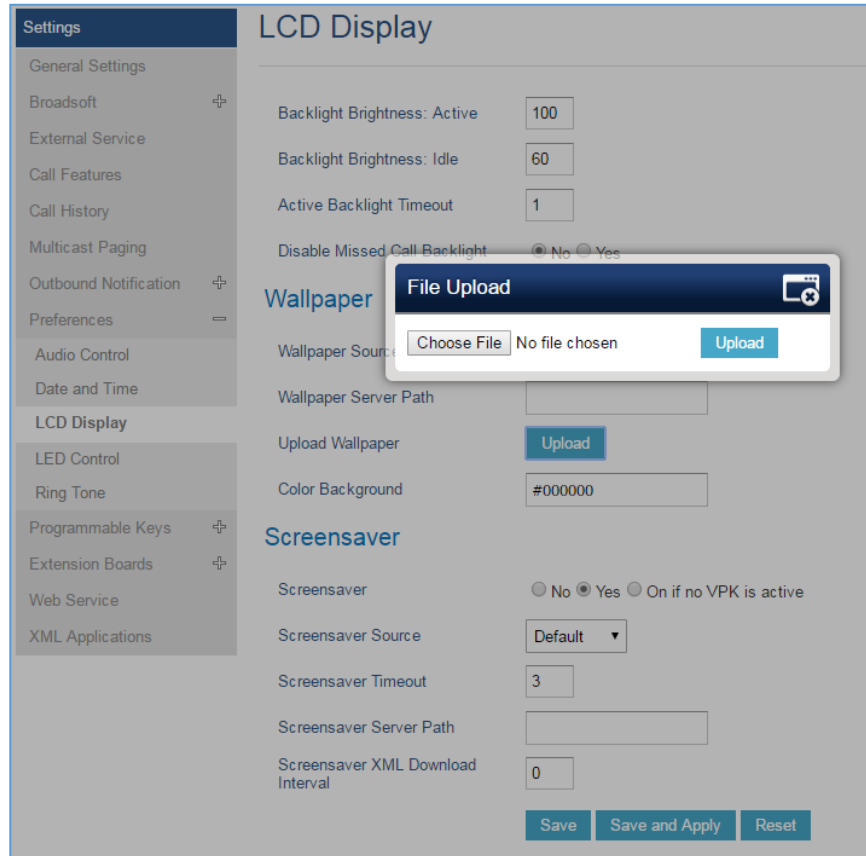 Settings
General Settings
Broadsoft
External Service
Call Features
Call History
Multicast Paging
Outbound Notification
Preferences
Audio Control
Date and Time
LCD Display
LED Control
Ring Tone
Programmable Keys
Extension Boards
Web Service
XML Applications
LCD Display
Backlight Brightness: Active 100
Backlight Brightness: Idle 60
Active Backlight Timeout 1
Disable Missed Call Backlight No Yes
File Upload
Choose File No file chosen Upload
Wallpaper
Wallpaper Source
Wallpaper Server Path
Upload Wallpaper Upload
Color Background #000000
Screensaver
Screensaver No Yes On if no VPK is active
Screensaver Source Default
Screensaver Timeout 3
Screensaver Server Path
Screensaver XML Download
Interval 0
Save Save and Apply Reset